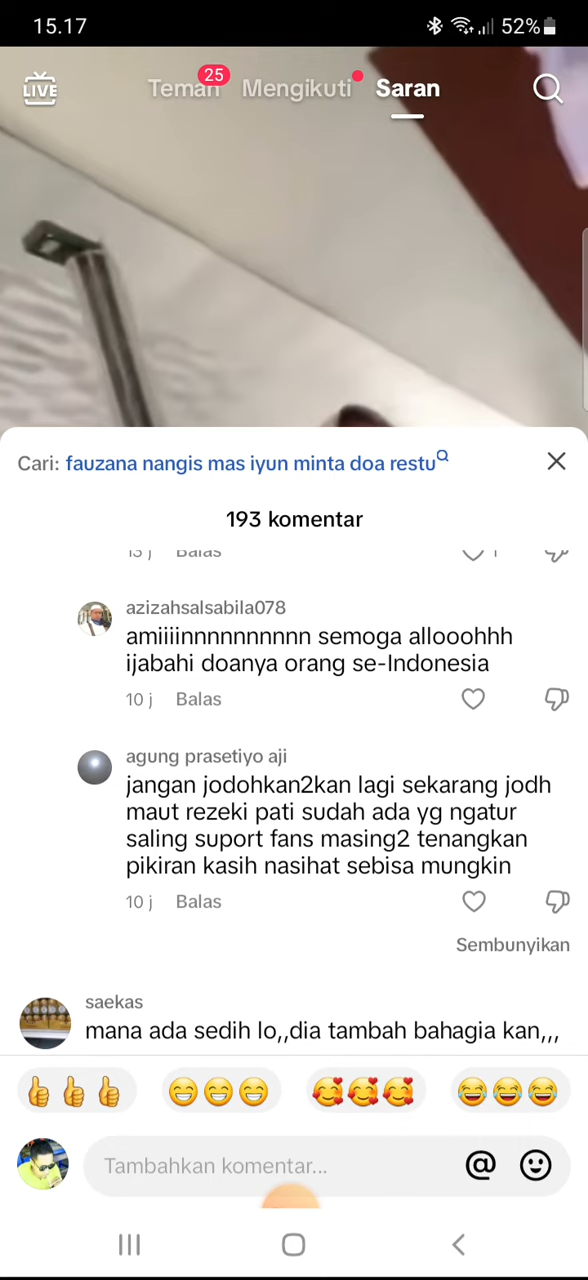 15.17
52%
LIVE
Teman 25
Mengikuti
Saran
Cari: fauzana nangis mas iyun minta doa restu
193 komentar
13 j Balas 1
azizahsalsabila078
amiiiinnnnnnnnnn semoga allooohhh
ijabahi doanya orang se-Indonesia
10 j Balas
agung prasetiyo aji
jangan jodohkan2kan lagi sekarang jodh
maut rezeki pati sudah ada yg ngatur
saling suport fans masing2 tenangkan
pikiran kasih nasihat sebisa mungkin
10 j Balas
Sembunyikan
saekas
mana ada sedih lo,,dia tambah bahagia kan,,,
Tambahkan komentar...
@